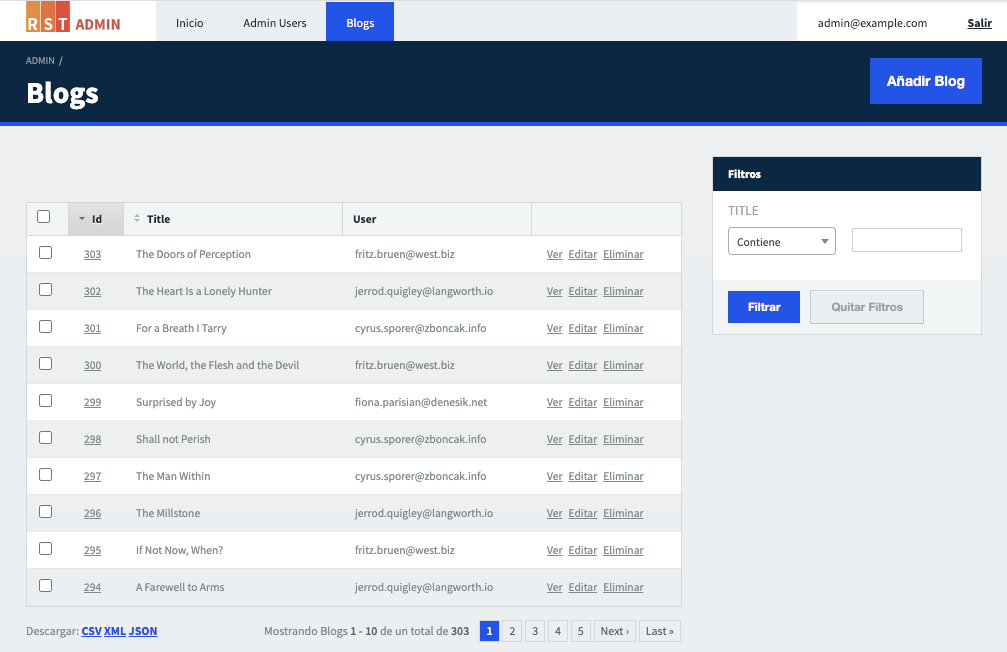 RST ADMIN Inicio Admin Users Blogs admin@example.com Salir
ADMIN /
Blogs
Añadir Blog
Filtros
TITLE
Contiene
Filtrar Quitar Filtros
Id Title User
303 The Doors of Perception fritz.bruen@west.biz Ver Editar Eliminar
302 The Heart Is a Lonely Hunter jerrod.quigley@langworth.io Ver Editar Eliminar
301 For a Breath I Tarry cyrus.sporer@zboncak.info Ver Editar Eliminar
300 The World, the Flesh and the Devil fritz.bruen@west.biz Ver Editar Eliminar
299 Surprised by Joy fiona.parisian@denesik.net Ver Editar Eliminar
298 Shall not Perish cyrus.sporer@zboncak.info Ver Editar Eliminar
297 The Man Within cyrus.sporer@zboncak.info Ver Editar Eliminar
296 The Millstone jerrod.quigley@langworth.io Ver Editar Eliminar
295 If Not Now, When? fritz.bruen@west.biz Ver Editar Eliminar
294 A Farewell to Arms jerrod.quigley@langworth.io Ver Editar Eliminar
Descargar: CSV XML JSON Mostrando Blogs 1 - 10 de un total de 303 1 2 3 4 5 Next › Last »